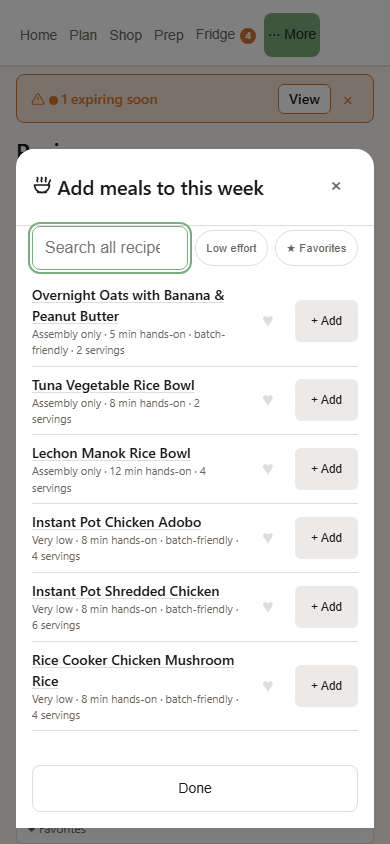 Home Plan Shop Prep Fridge 4 ··· More
1 expiring soon View ×
Add meals to this week ×
Search all recipe
Low effort
★ Favorites
Overnight Oats with Banana &
Peanut Butter
Assembly only · 5 min hands-on · batch-
friendly · 2 servings
♥ + Add
Tuna Vegetable Rice Bowl
Assembly only · 8 min hands-on · 2
servings
♥ + Add
Lechon Manok Rice Bowl
Assembly only · 12 min hands-on · 4
servings
♥ + Add
Instant Pot Chicken Adobo
Very low · 8 min hands-on · batch-friendly ·
4 servings
♥ + Add
Instant Pot Shredded Chicken
Very low · 8 min hands-on · batch-friendly ·
6 servings
♥ + Add
Rice Cooker Chicken Mushroom
Rice
Very low · 8 min hands-on · batch-friendly ·
4 servings
♥ + Add
Done
Favorites